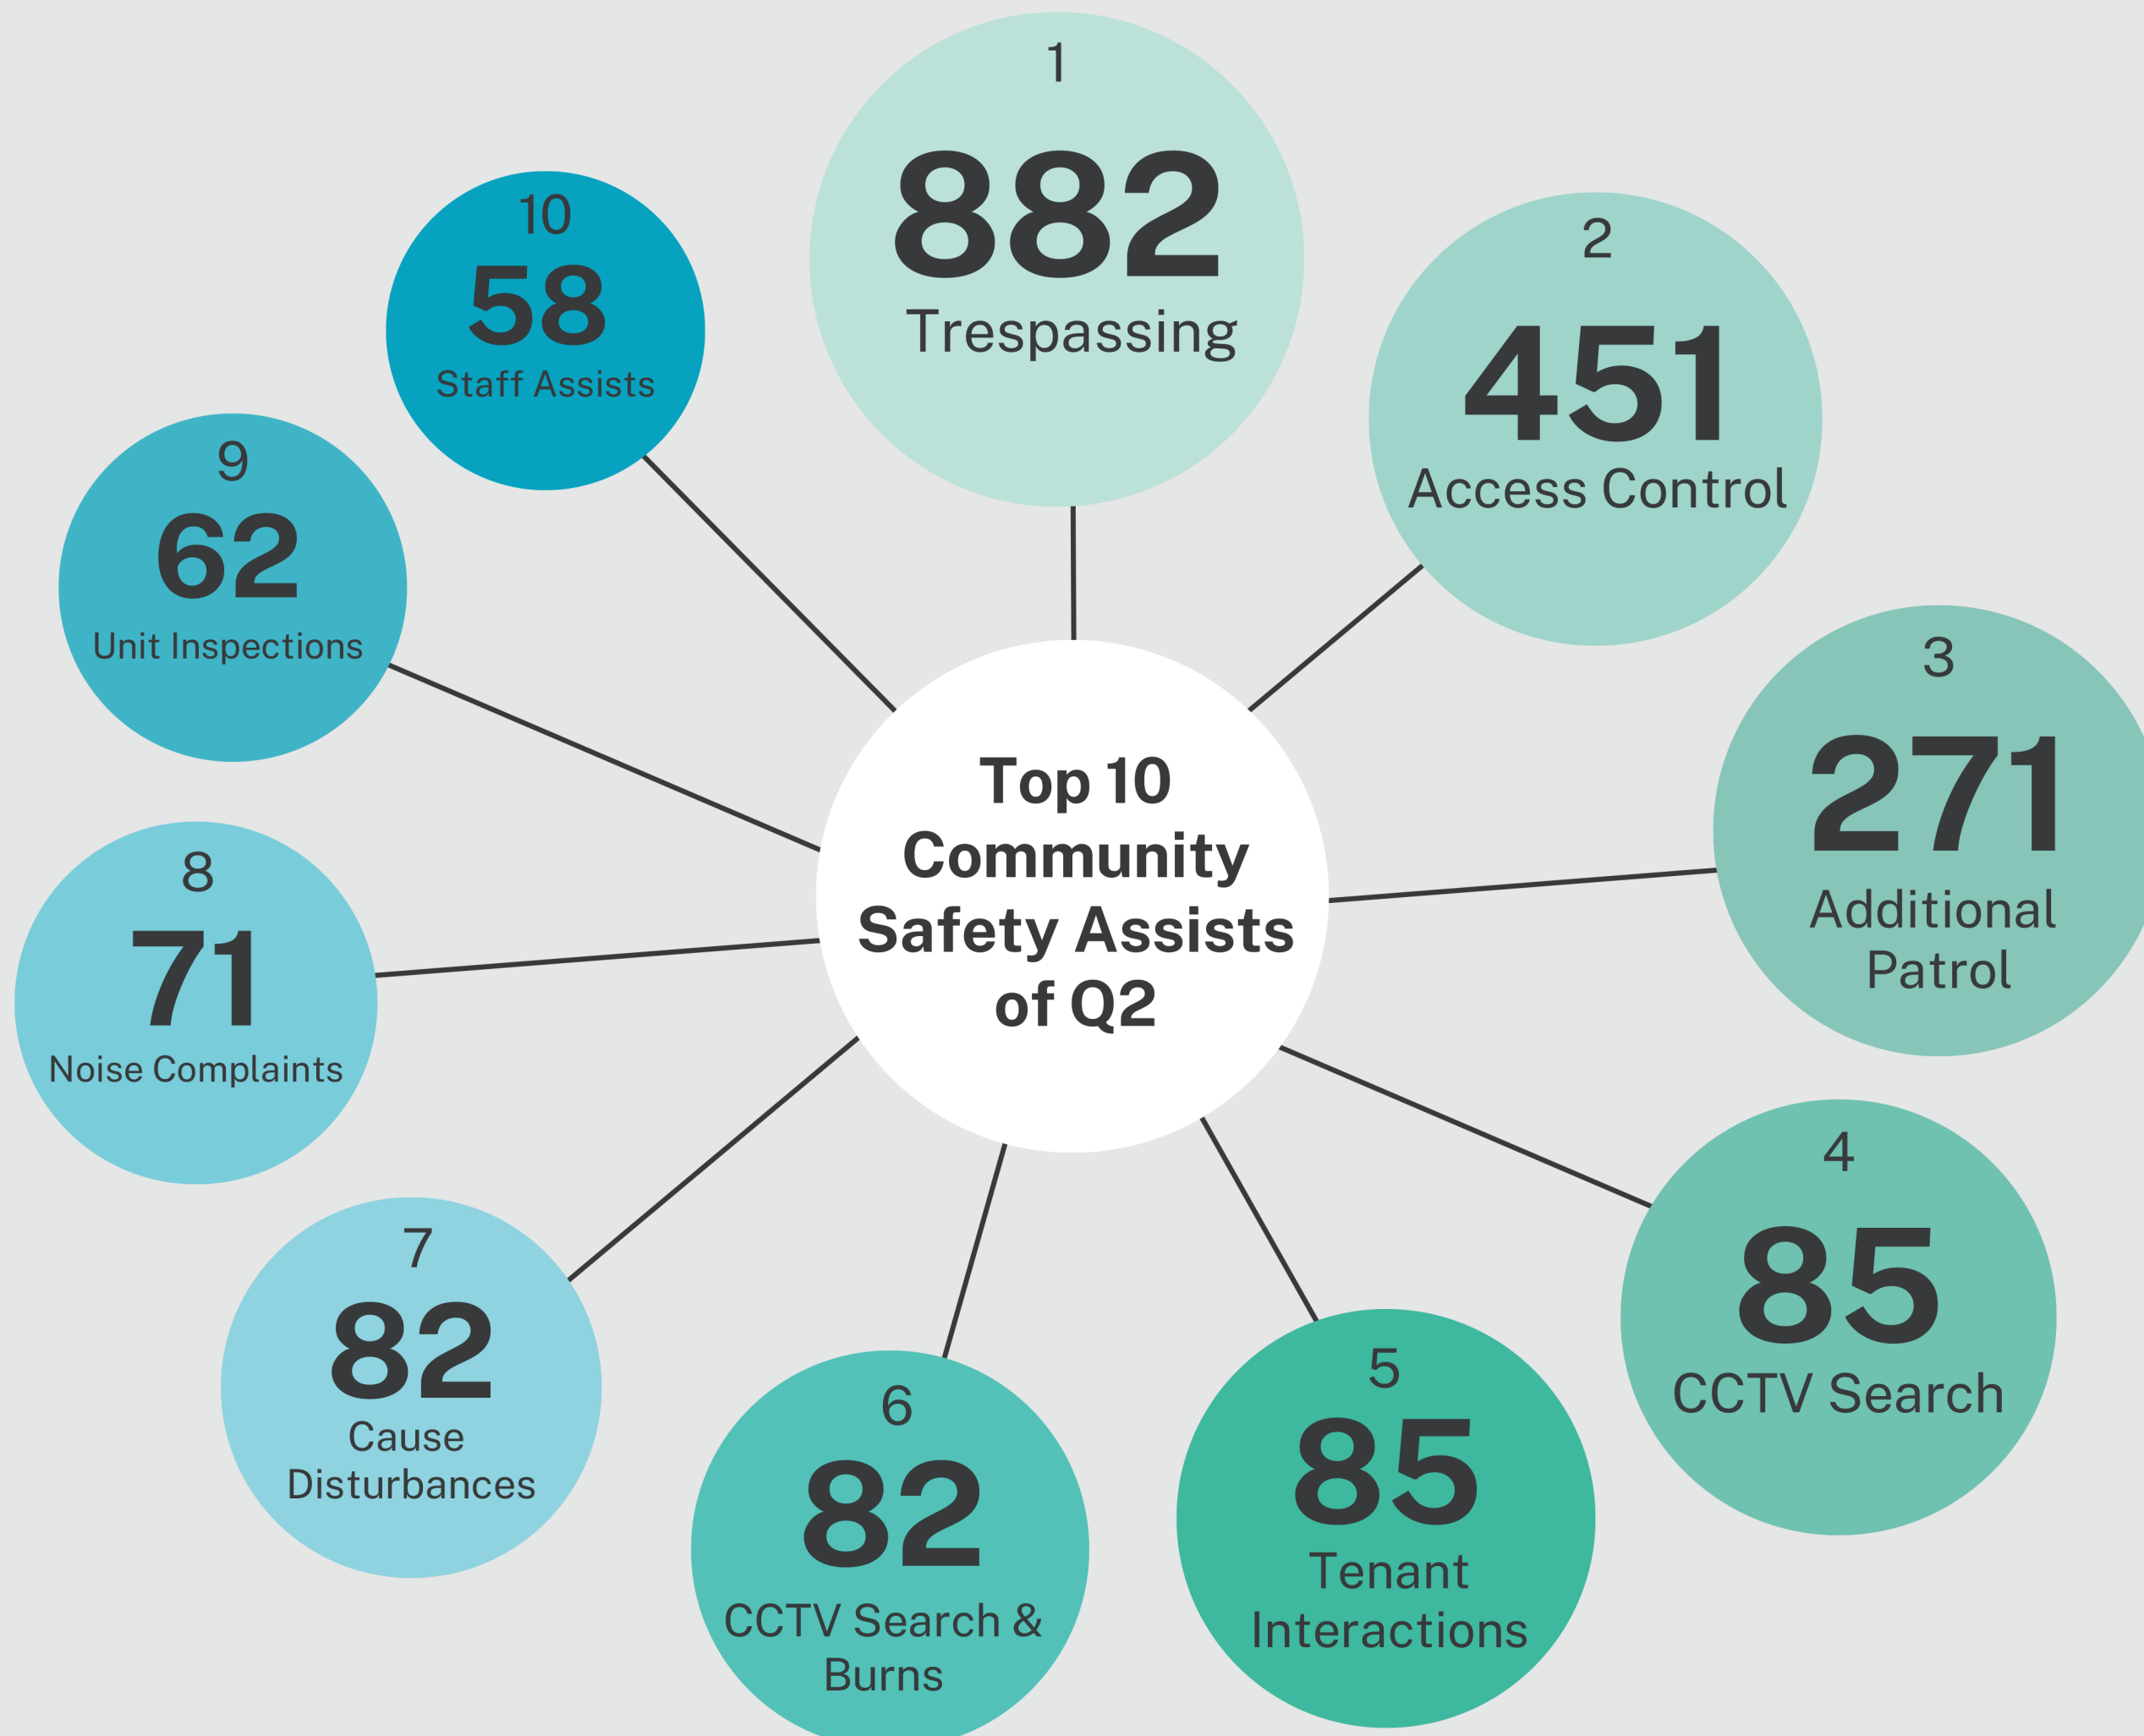 Top 10
Community
Safety Assists
of Q2
1
882
Trespassing
2
451
Access Control
3
271
Additional
Patrol
4
85
CCTV Search
5
85
Tenant
Interactions
6
82
CCTV Search &
Burns
7
82
Cause
Disturbances
8
71
Noise Complaints
9
62
Unit Inspections
10
58
Staff Assists